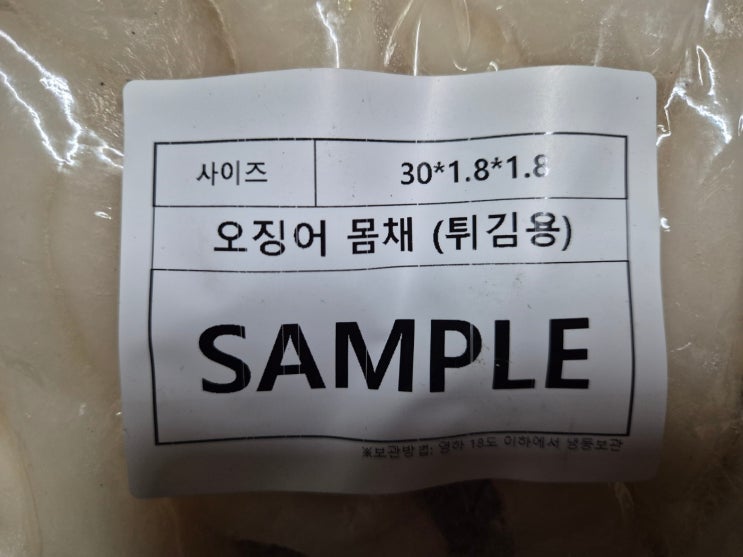 사이즈 30*1.8*1.8
오징어 몸채 (튀김용)
SAMPLE
※보관방법: 영하 18도 이하에서 냉동보관